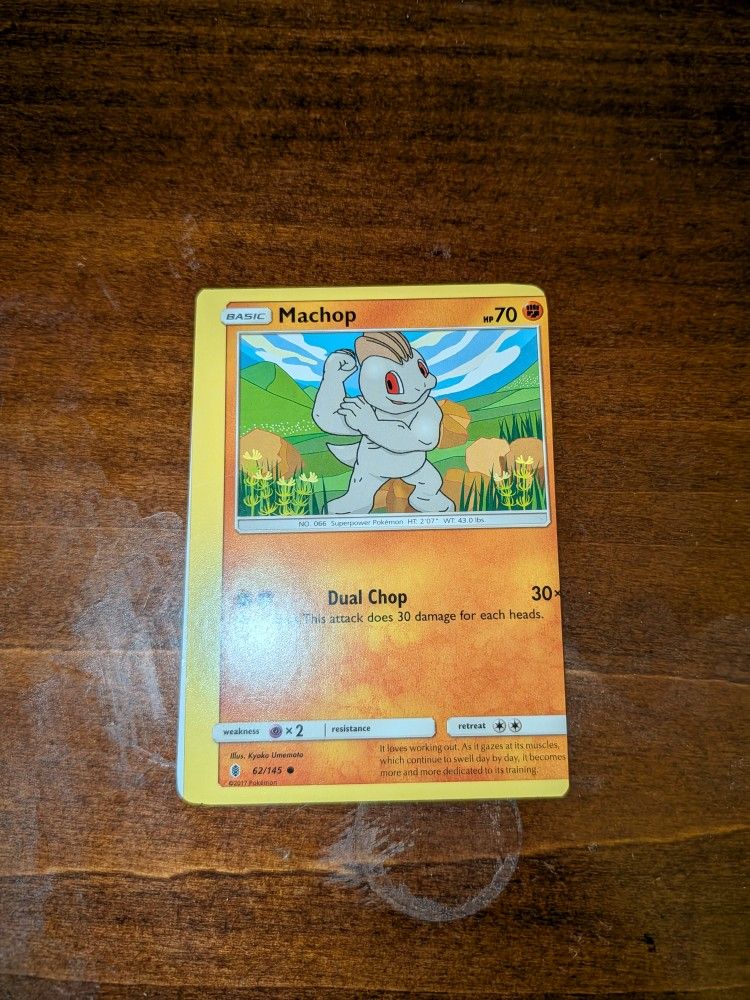 BASIC Machop HP 70
NO. 066 Superpower Pokémon HT: 2'07" WT: 43.0 lbs
Dual Chop 30×
This attack does 30 damage for each heads.
weakness ×2 resistance retreat
Illus. Kyoko Umemoto
It loves working out. As it gazes at its muscles,
which continue to swell day by day, it becomes
more and more dedicated to its training.
62/145
©2017 Pokémon